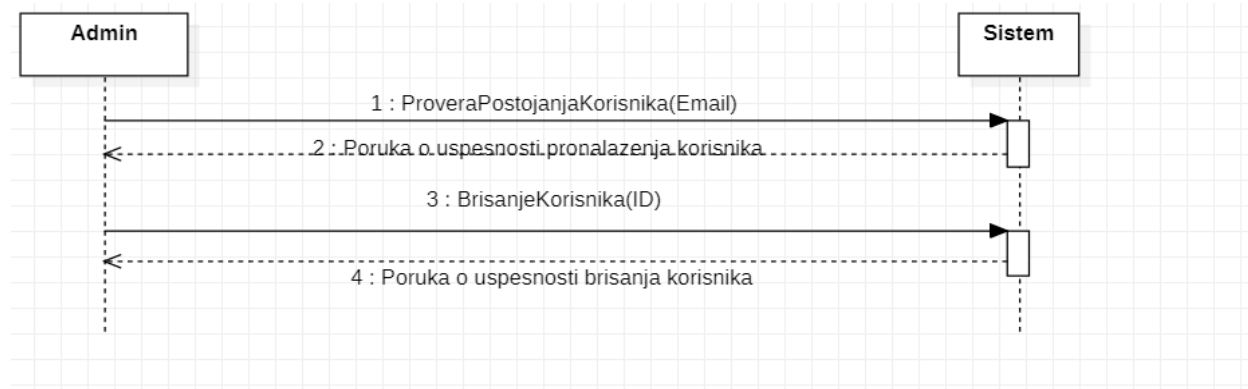 Admin
Sistem
1 : ProveraPostojanjaKorisnika(Email)
2 : Poruka o uspesnosti pronalazenja korisnika
3 : BrisanjeKorisnika(ID)
4 : Poruka o uspesnosti brisanja korisnika